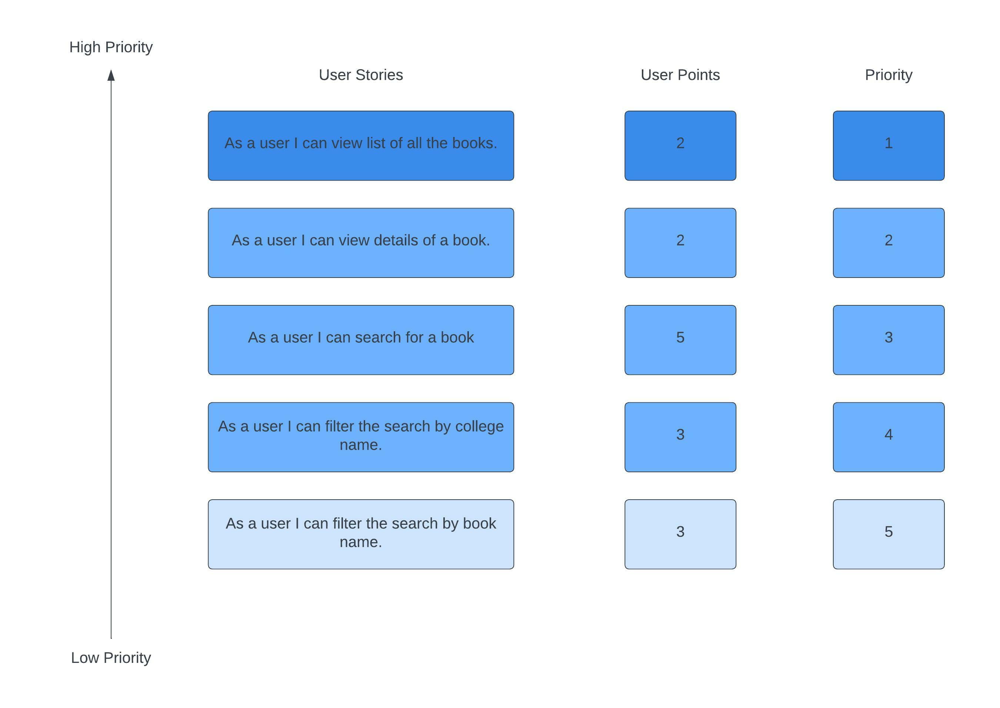 High Priority
User Stories
User Points
Priority
As a user I can view list of all the books.
2
1
As a user I can view details of a book.
2
2
As a user I can search for a book
5
3
As a user I can filter the search by college
name.
3
4
As a user I can filter the search by book
name.
3
5
Low Priority